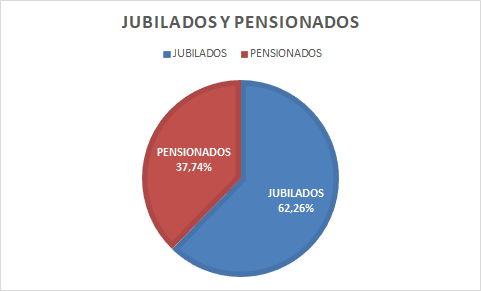 JUBILADOS Y PENSIONADOS
JUBILADOS PENSIONADOS
PENSIONADOS
37,74%
JUBILADOS
62,26%